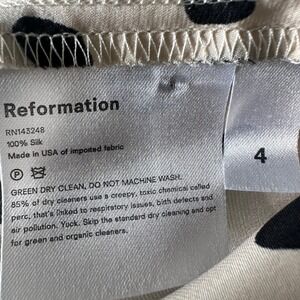 Reformation
RN143248
100% Silk
Made in USA of imported fabric
P
GREEN DRY CLEAN, DO NOT MACHINE WASH.
85% of dry cleaners use a creepy, toxic chemical called
perc, that's linked to respiratory issues, birth defects and
air pollution. Yuck. Skip the standard dry cleaning and opt
for green and organic cleaners.
4